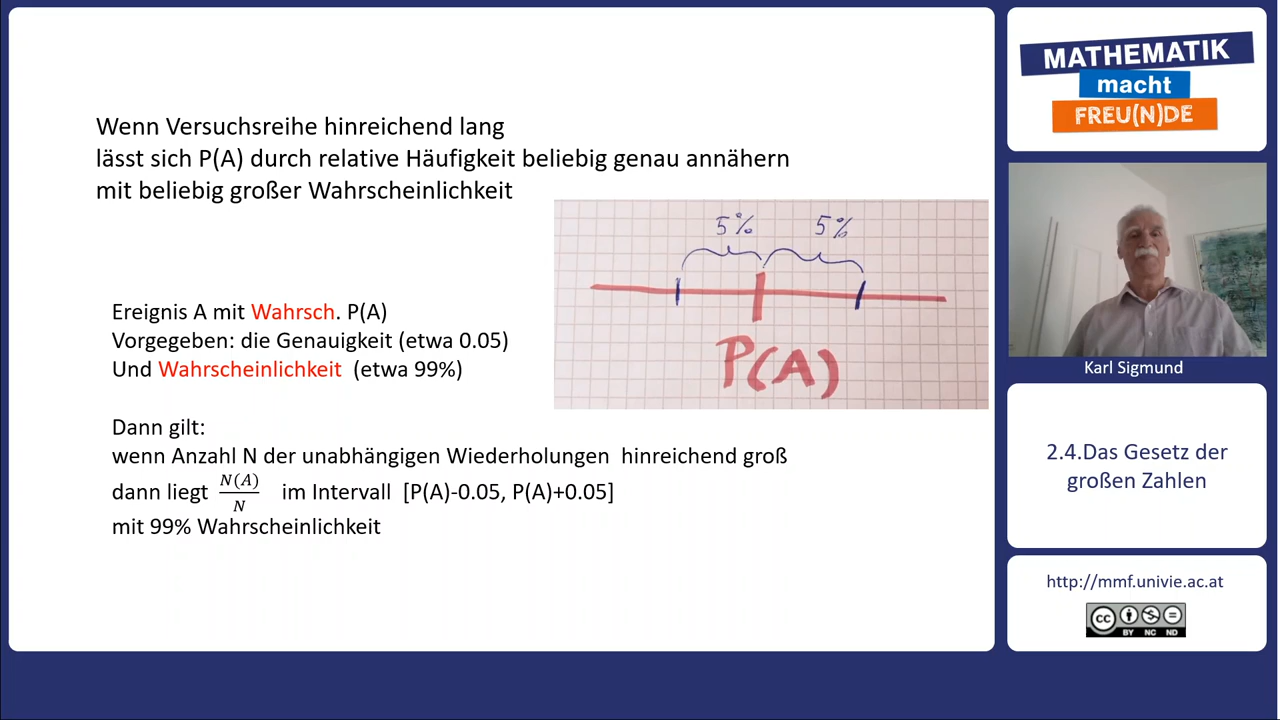 Wenn Versuchsreihe hinreichend lang
lässt sich P(A) durch relative Häufigkeit beliebig genau annähern
mit beliebig großer Wahrscheinlichkeit
5% 5%
P(A)
Ereignis A mit Wahrsch. P(A)
Vorgegeben: die Genauigkeit (etwa 0.05)
Und Wahrscheinlichkeit (etwa 99%)
Dann gilt:
wenn Anzahl N der unabhängigen Wiederholungen hinreichend groß
dann liegt N(A)/N im Intervall [P(A)-0.05, P(A)+0.05]
mit 99% Wahrscheinlichkeit
MATHEMATIK
macht
FREU(N)DE
Karl Sigmund
2.4.Das Gesetz der
großen Zahlen
http://mmf.univie.ac.at
CC
BY NC ND